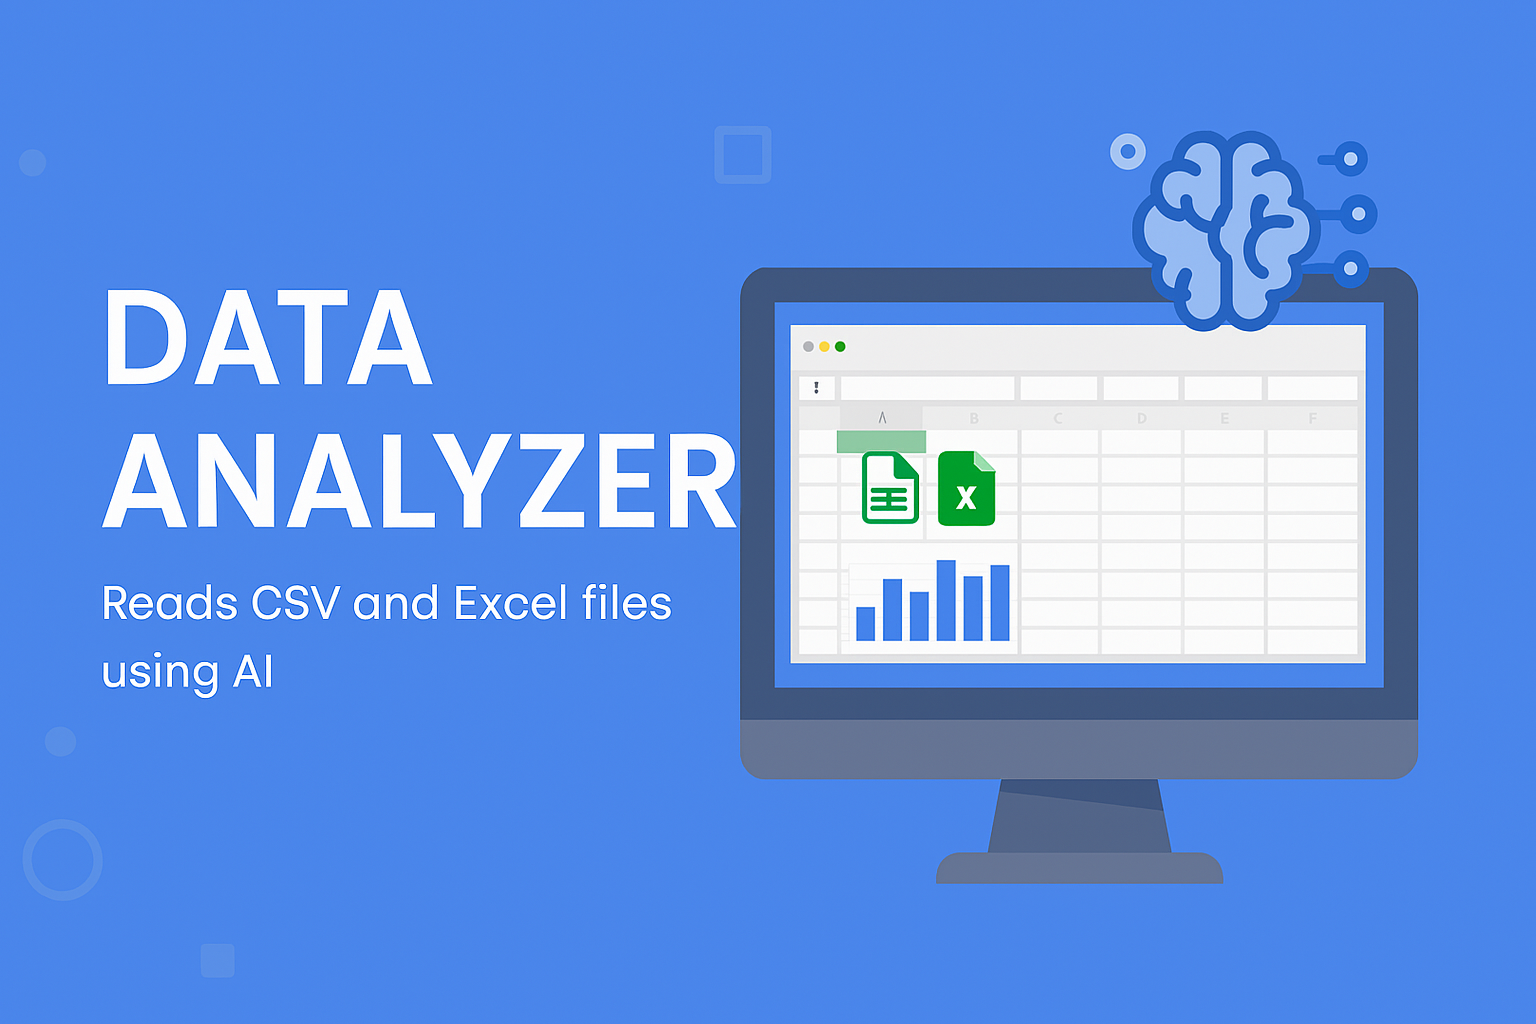 DATA
ANALYZER
Reads CSV and Excel files
using AI
!
A B C D E F
X